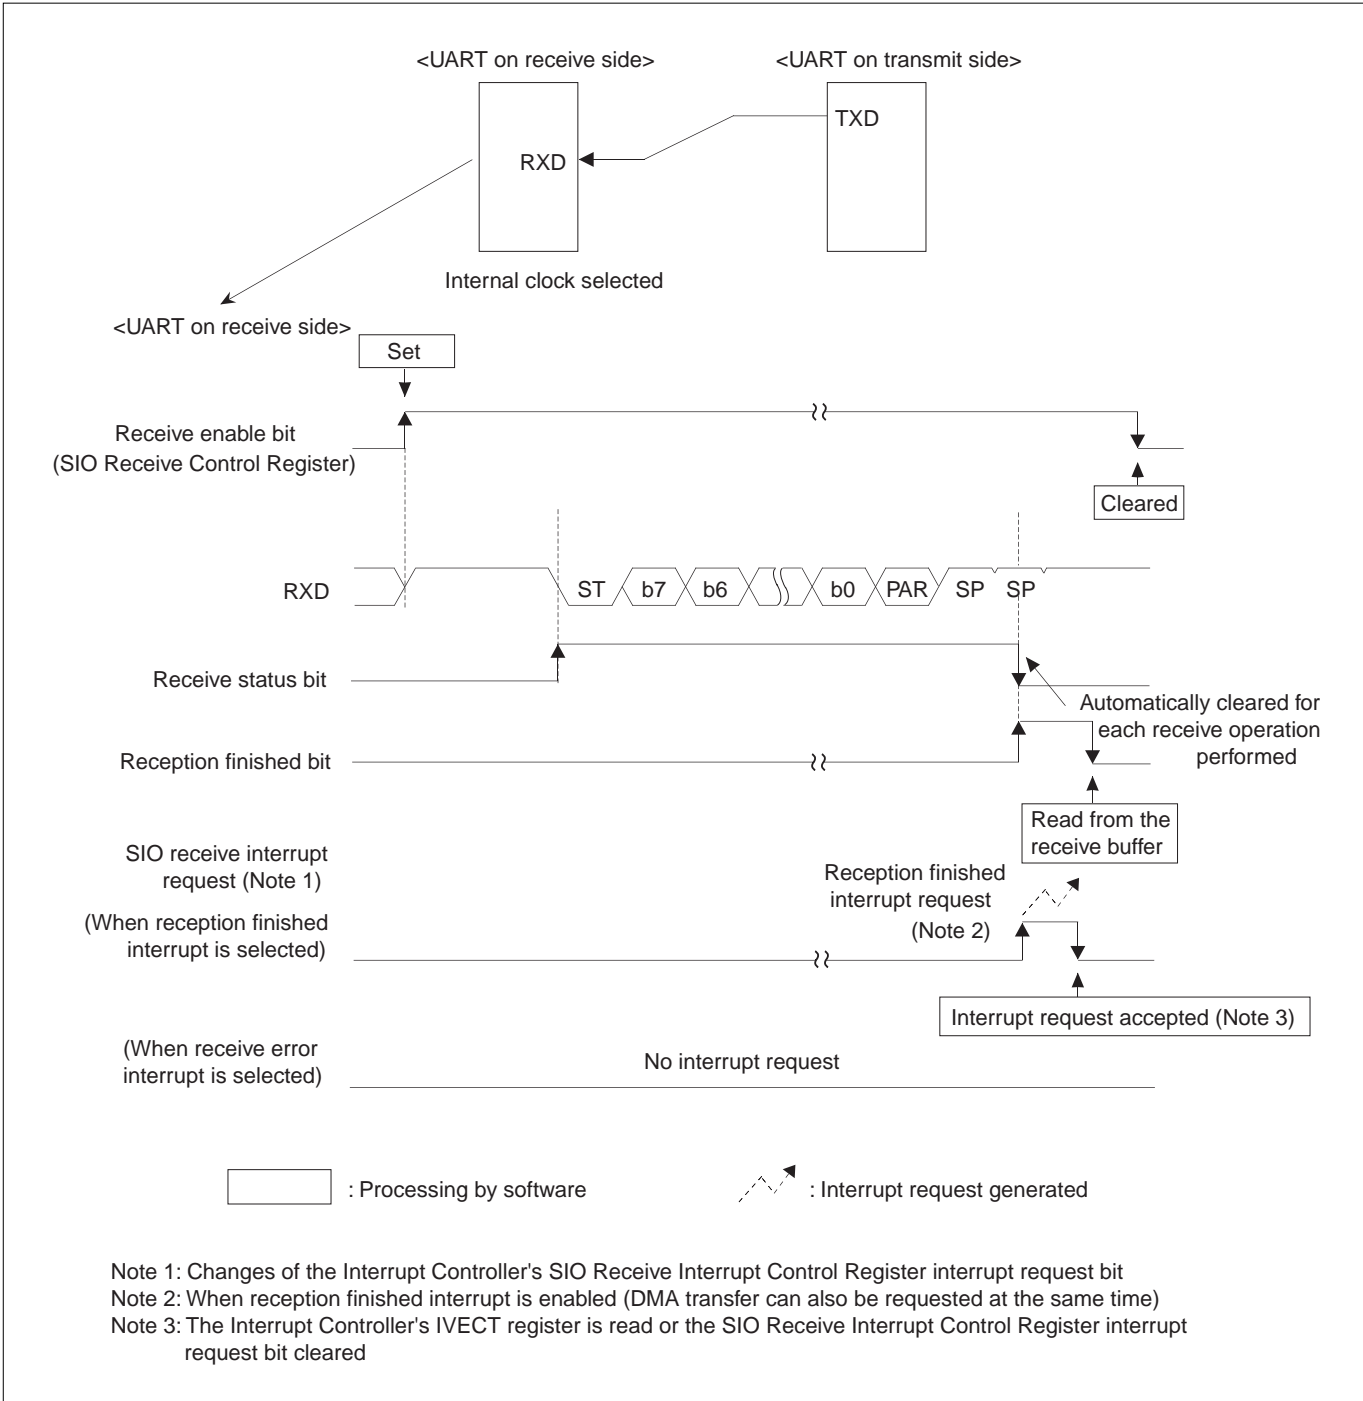 <UART on receive side>
<UART on transmit side>
TXD
RXD
Internal clock selected
<UART on receive side>
Set
Receive enable bit
(SIO Receive Control Register)
Cleared
RXD
ST b7 b6 b0 PAR SP SP
Receive status bit
Automatically cleared for
each receive operation
performed
Reception finished bit
Read from the
receive buffer
SIO receive interrupt
request (Note 1)
(When reception finished
interrupt is selected)
Reception finished
interrupt request
(Note 2)
Interrupt request accepted (Note 3)
(When receive error
interrupt is selected)
No interrupt request
: Processing by software
: Interrupt request generated
Note 1: Changes of the Interrupt Controller's SIO Receive Interrupt Control Register interrupt request bit
Note 2: When reception finished interrupt is enabled (DMA transfer can also be requested at the same time)
Note 3: The Interrupt Controller's IVECT register is read or the SIO Receive Interrupt Control Register interrupt
request bit cleared